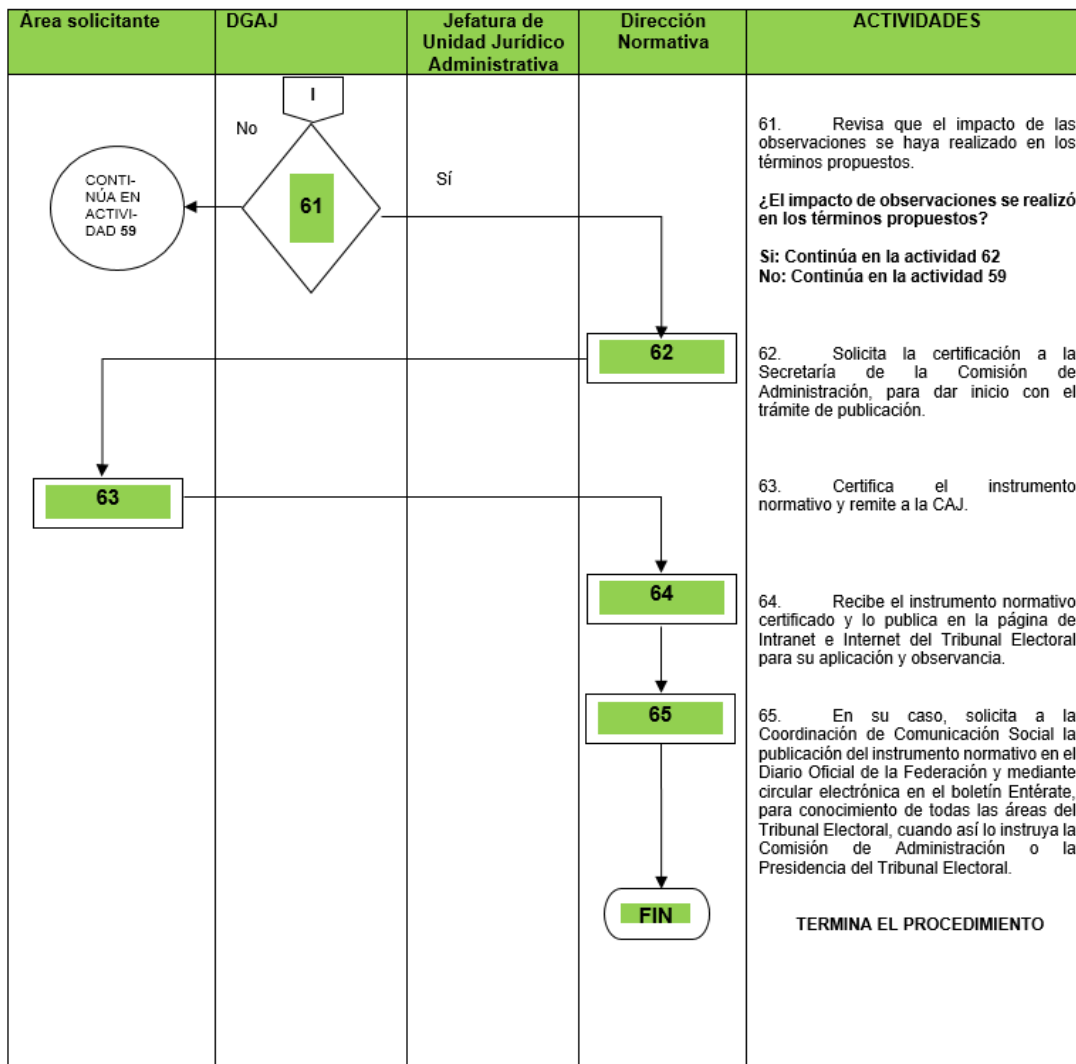 Área solicitante
DGAJ
Jefatura de
Unidad Jurídico
Administrativa
Dirección
Normativa
ACTIVIDADES
I
No
Sí
CONTI-
NÚA EN
ACTIVI-
DAD 59
61
61. Revisa que el impacto de las
observaciones se haya realizado en los
términos propuestos.
¿El impacto de observaciones se realizó
en los términos propuestos?
Si: Continúa en la actividad 62
No: Continúa en la actividad 59
62
62. Solicita la certificación a la
Secretaría de la Comisión de
Administración, para dar inicio con el
trámite de publicación.
63
63. Certifica el instrumento
normativo y remite a la CAJ.
64
64. Recibe el instrumento normativo
certificado y lo publica en la página de
Intranet e Internet del Tribunal Electoral
para su aplicación y observancia.
65
65. En su caso, solicita a la
Coordinación de Comunicación Social la
publicación del instrumento normativo en el
Diario Oficial de la Federación y mediante
circular electrónica en el boletín Entérate,
para conocimiento de todas las áreas del
Tribunal Electoral, cuando así lo instruya la
Comisión de Administración o la
Presidencia del Tribunal Electoral.
FIN
TERMINA EL PROCEDIMIENTO